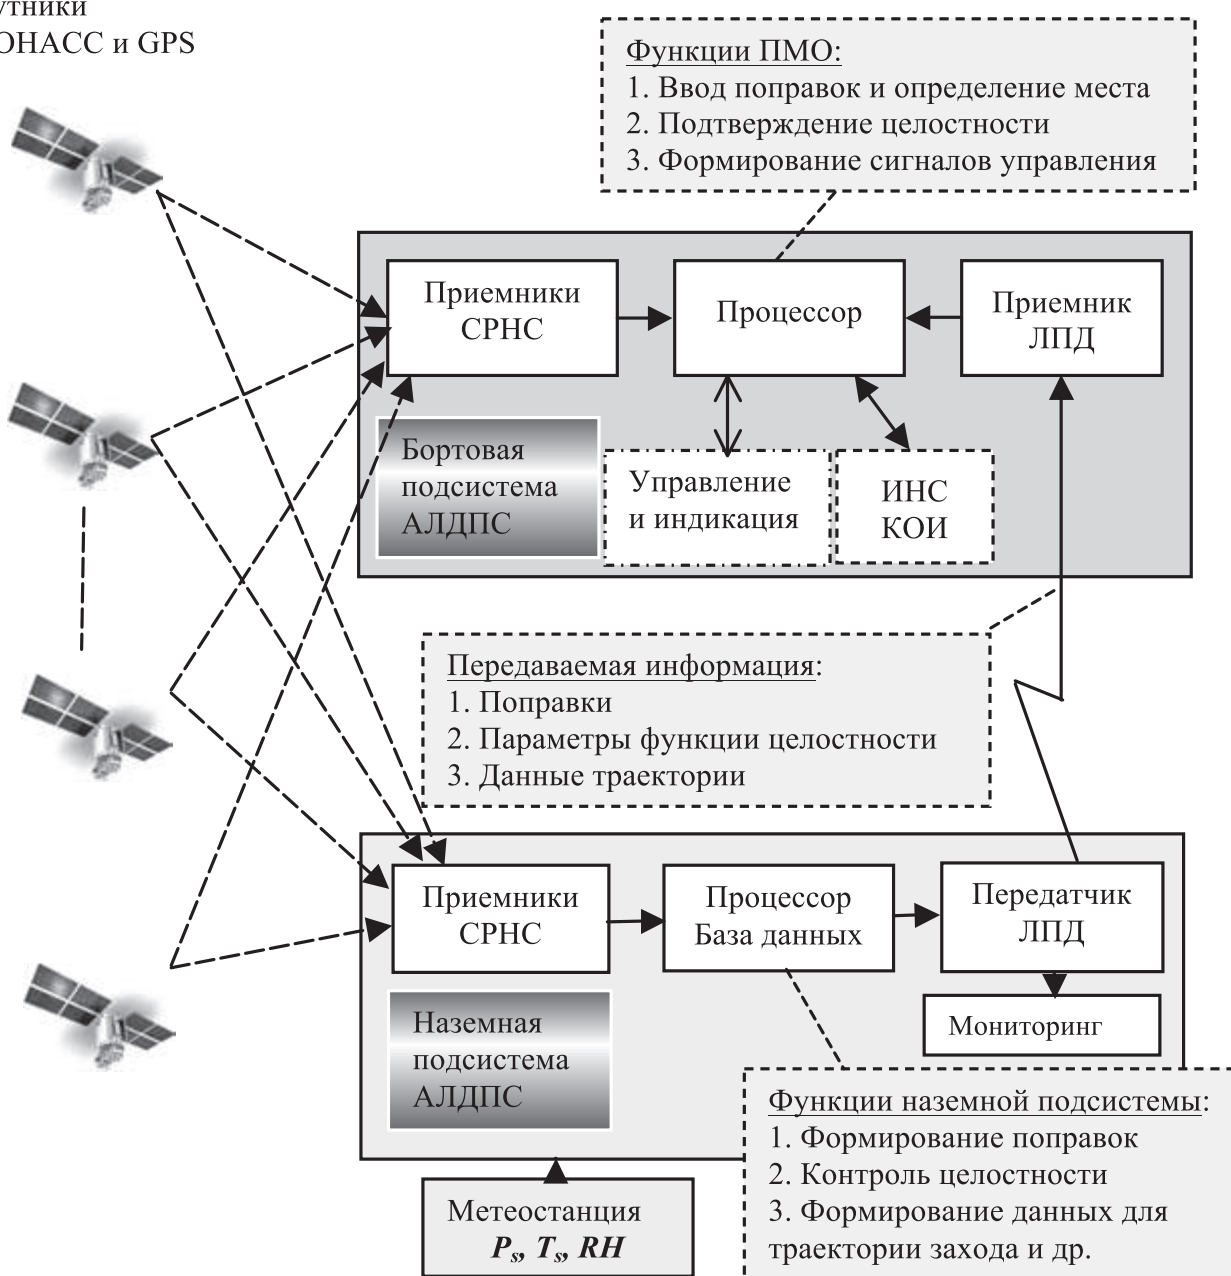 утники
ОНАСС и GPS
Функции ПМО:
1. Ввод поправок и определение места
2. Подтверждение целостности
3. Формирование сигналов управления
Приемники
СРНС
Процессор
Приемник
ЛПД
Бортовая
подсистема
АЛДПС
Управление
и индикация
ИНС
КОИ
Передаваемая информация:
1. Поправки
2. Параметры функции целостности
3. Данные траектории
Приемники
СРНС
Процессор
База данных
Передатчик
ЛПД
Мониторинг
Наземная
подсистема
АЛДПС
Функции наземной подсистемы:
1. Формирование поправок
2. Контроль целостности
3. Формирование данных для
траектории захода и др.
Метеостанция
Pₛ, Tₛ, RH